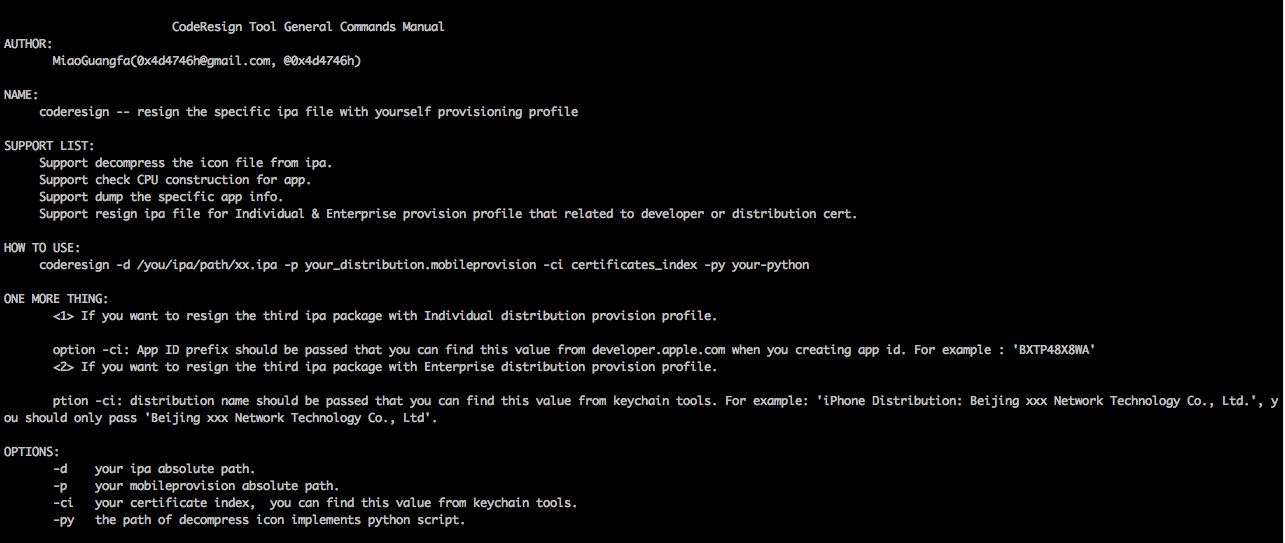 CodeResign Tool General Commands Manual
AUTHOR:
MiaoGuangfa(0x4d4746h@gmail.com, @0x4d4746h)
NAME:
coderesign -- resign the specific ipa file with yourself provisioning profile
SUPPORT LIST:
Support decompress the icon file from ipa.
Support check CPU construction for app.
Support dump the specific app info.
Support resign ipa file for Individual & Enterprise provision profile that related to developer or distribution cert.
HOW TO USE:
coderesign -d /you/ipa/path/xx.ipa -p your_distribution.mobileprovision -ci certificates_index -py your-python
ONE MORE THING:
<1> If you want to resign the third ipa package with Individual distribution provision profile.
option -ci: App ID prefix should be passed that you can find this value from developer.apple.com when you creating app id. For example : 'BXTP48X8WA'
<2> If you want to resign the third ipa package with Enterprise distribution provision profile.
ption -ci: distribution name should be passed that you can find this value from keychain tools. For example: 'iPhone Distribution: Beijing xxx Network Technology Co., Ltd.', y
ou should only pass 'Beijing xxx Network Technology Co., Ltd'.
OPTIONS:
-d your ipa absolute path.
-p your mobileprovision absolute path.
-ci your certificate index, you can find this value from keychain tools.
-py the path of decompress icon implements python script.